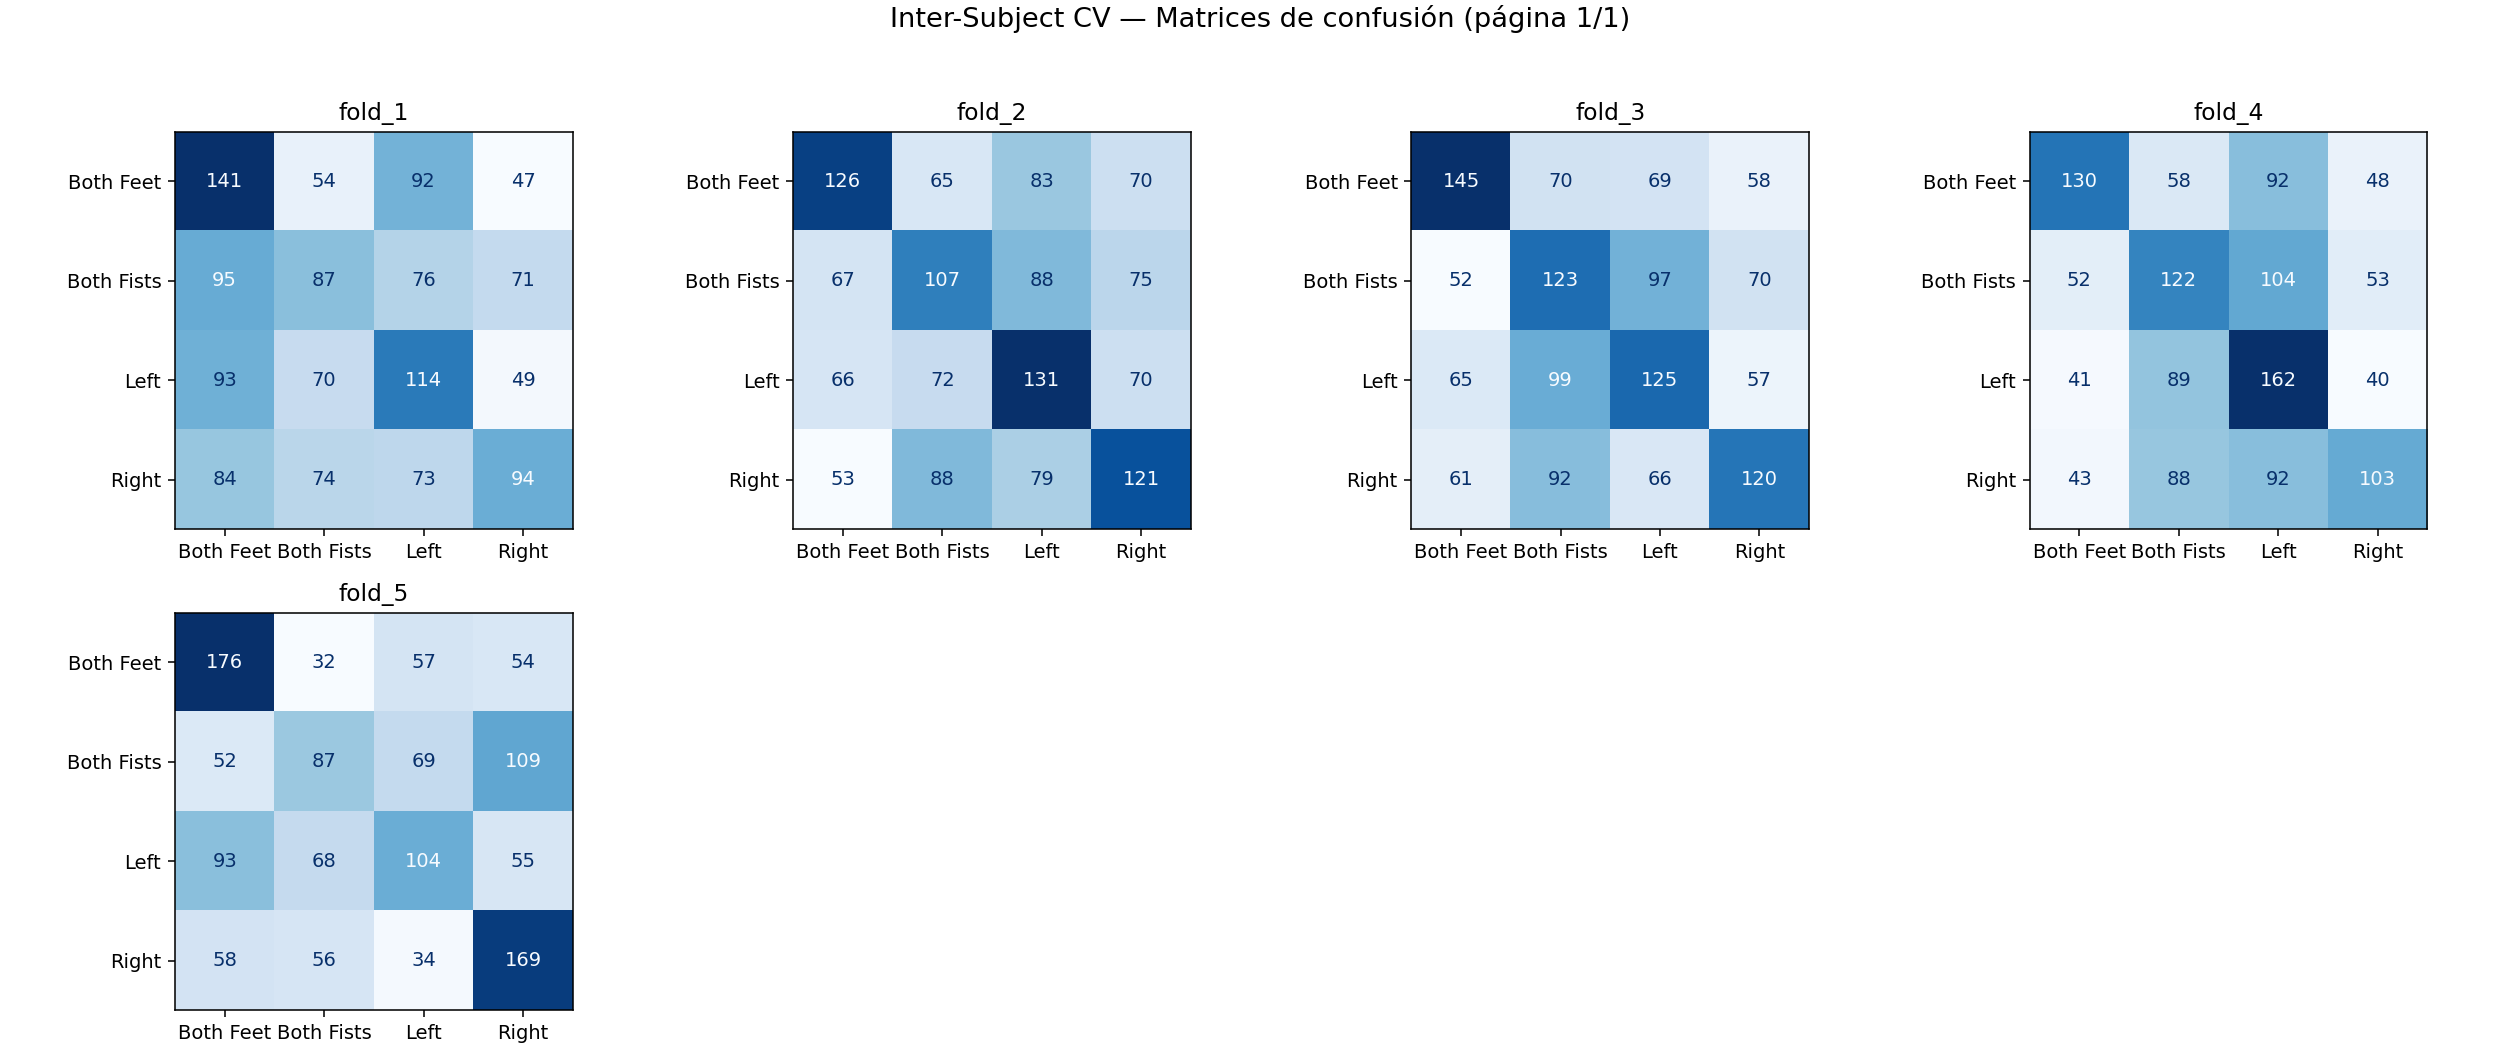 Inter-Subject CV — Matrices de confusión (página 1/1)
fold_1
Both Feet 141 54 92 47
Both Fists 95 87 76 71
Left 93 70 114 49
Right 84 74 73 94
Both Feet Both Fists Left Right
fold_2
Both Feet 126 65 83 70
Both Fists 67 107 88 75
Left 66 72 131 70
Right 53 88 79 121
Both Feet Both Fists Left Right
fold_3
Both Feet 145 70 69 58
Both Fists 52 123 97 70
Left 65 99 125 57
Right 61 92 66 120
Both Feet Both Fists Left Right
fold_4
Both Feet 130 58 92 48
Both Fists 52 122 104 53
Left 41 89 162 40
Right 43 88 92 103
Both Feet Both Fists Left Right
fold_5
Both Feet 176 32 57 54
Both Fists 52 87 69 109
Left 93 68 104 55
Right 58 56 34 169
Both Feet Both Fists Left Right